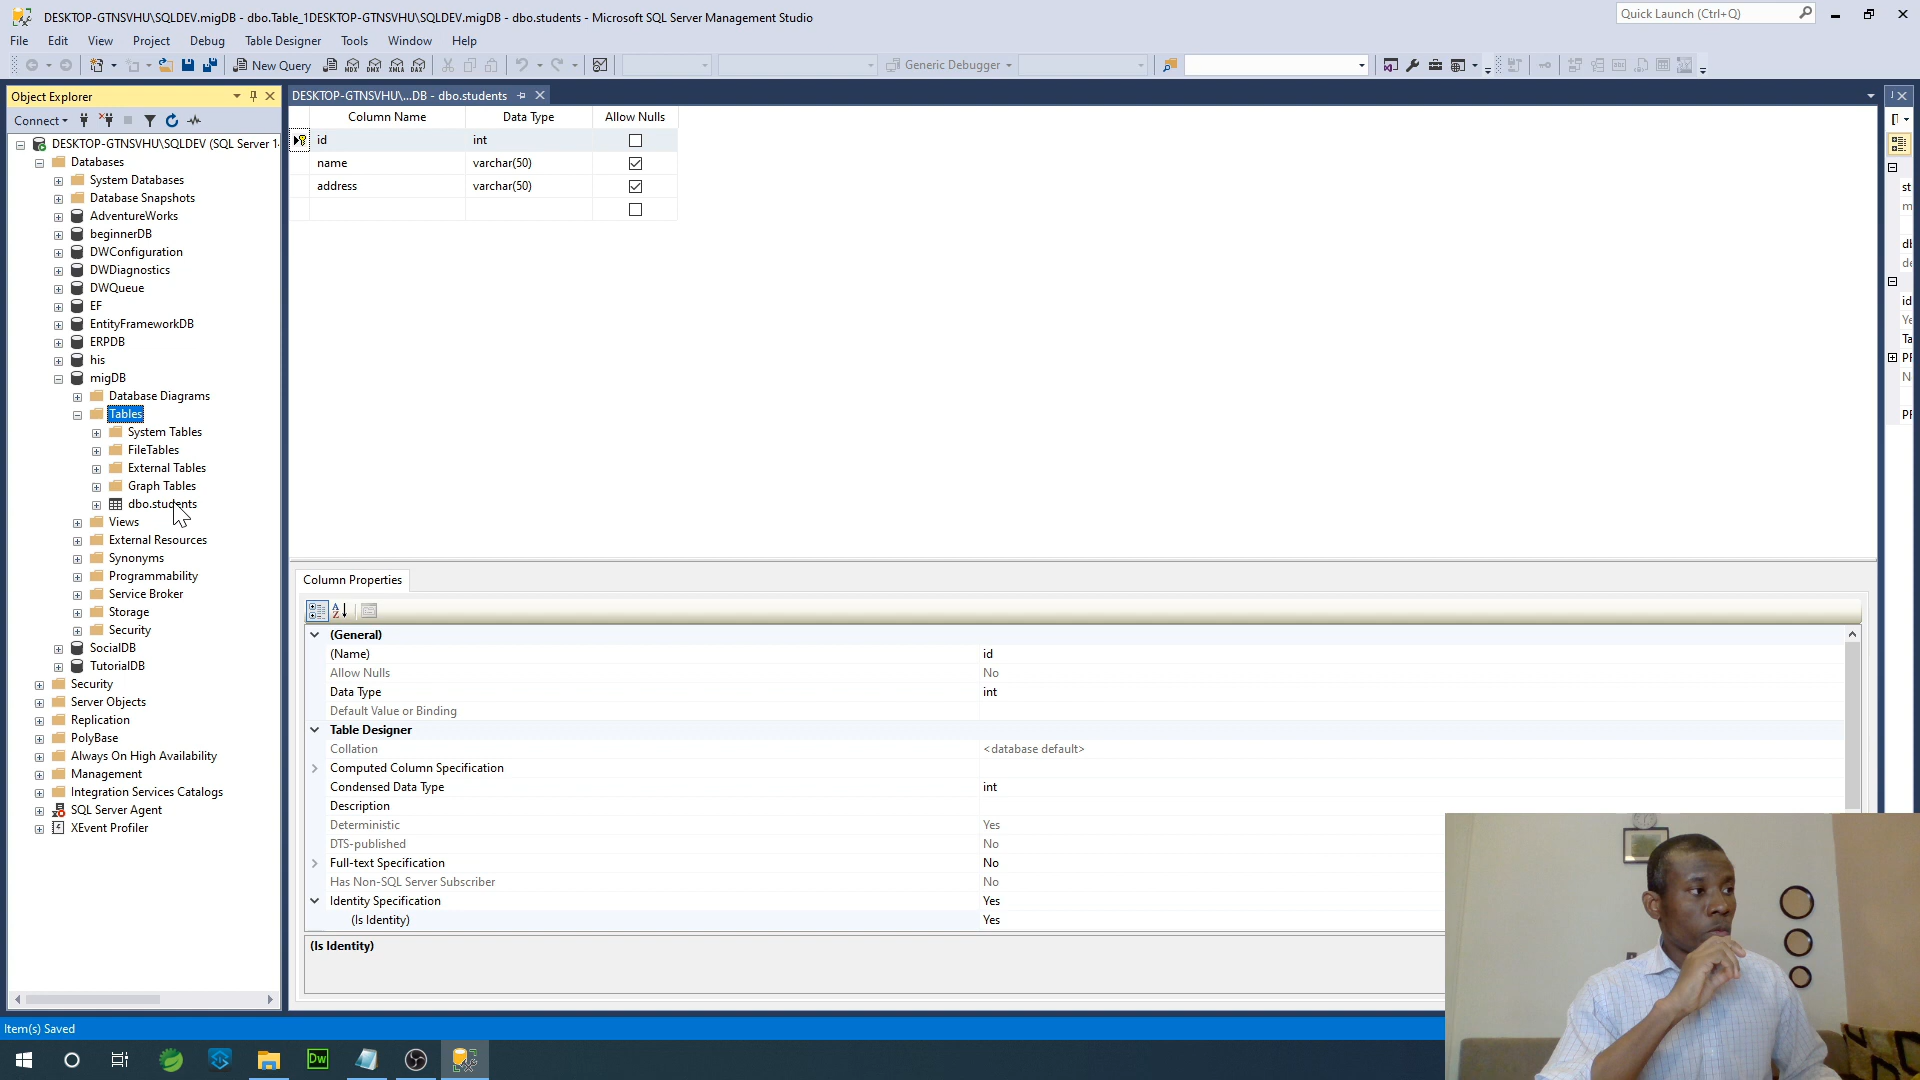 DESKTOP-GTNSVHU\SQLDEV.migDB - dbo.Table_1DESKTOP-GTNSVHU\SQLDEV.migDB - dbo.students - Microsoft SQL Server Management Studio
Quick Launch (Ctrl+Q)
File Edit View Project Debug Table Designer Tools Window Help
New Query
MDX DMX XMLA DAX
Generic Debugger
Object Explorer
DESKTOP-GTNSVHU\...DB - dbo.students
Connect
Column Name Data Type Allow Nulls
id int
name varchar(50)
address varchar(50)
DESKTOP-GTNSVHU\SQLDEV (SQL Server 1
Databases
System Databases
Database Snapshots
AdventureWorks
beginnerDB
DWConfiguration
DWDiagnostics
DWQueue
EF
EntityFrameworkDB
ERPDB
his
migDB
Database Diagrams
Tables
System Tables
FileTables
External Tables
Graph Tables
dbo.students
Views
External Resources
Synonyms
Programmability
Service Broker
Storage
Security
SocialDB
TutorialDB
Security
Server Objects
Replication
PolyBase
Always On High Availability
Management
Integration Services Catalogs
SQL Server Agent
XEvent Profiler
Column Properties
(General)
(Name) id
Allow Nulls No
Data Type int
Default Value or Binding
Table Designer
Collation <database default>
Computed Column Specification
Condensed Data Type int
Description
Deterministic Yes
DTS-published No
Full-text Specification No
Has Non-SQL Server Subscriber No
Identity Specification Yes
(Is Identity) Yes
(Is Identity)
Item(s) Saved
Dw